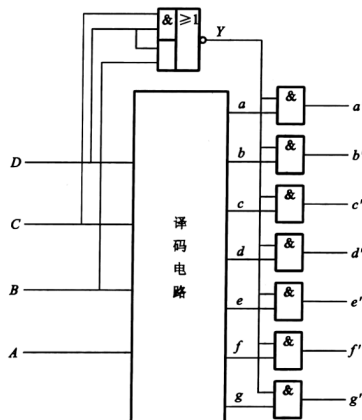 & ≥1 Y
a & a'
b & b'
D
c & c'
C
译码电路
d & d'
B
e & e'
A
f & f'
g & g'